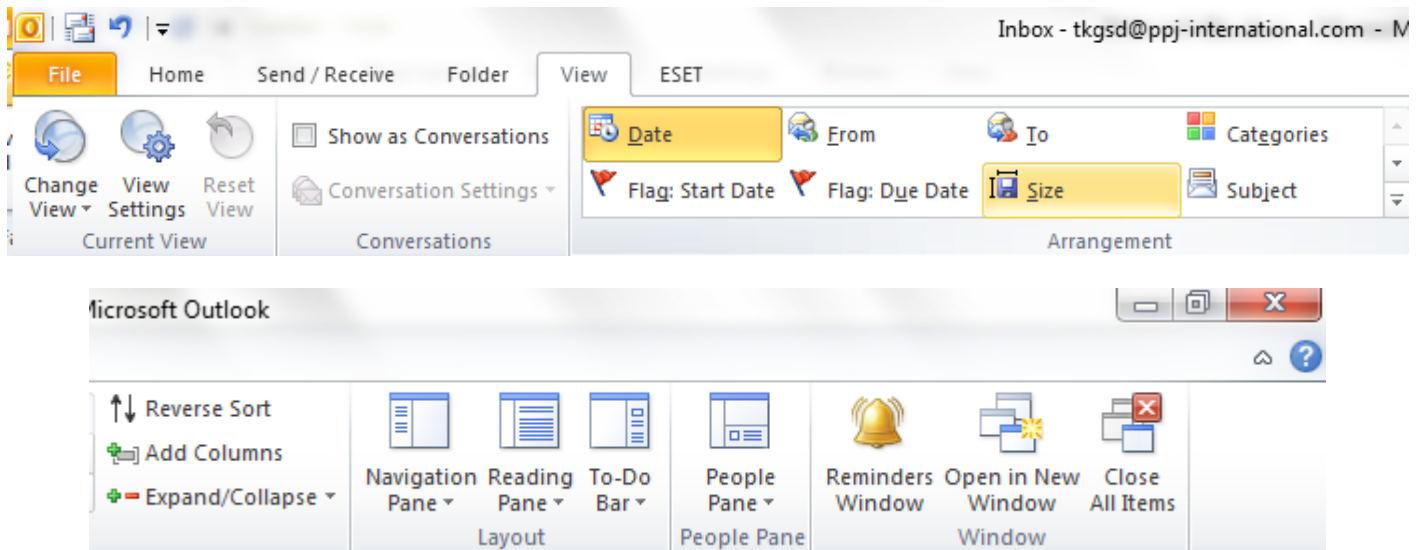 Inbox - tkgsd@ppj-international.com - M
File Home Send / Receive Folder View ESET
Show as Conversations Date From To Categories
Change View Reset Conversation Settings Flag: Start Date Flag: Due Date Size Subject
View Settings View
Current View Conversations Arrangement
Microsoft Outlook
Reverse Sort
Add Columns
Navigation Reading To-Do People Reminders Open in New Close
Expand/Collapse Pane Pane Bar Pane Window Window All Items
Layout People Pane Window